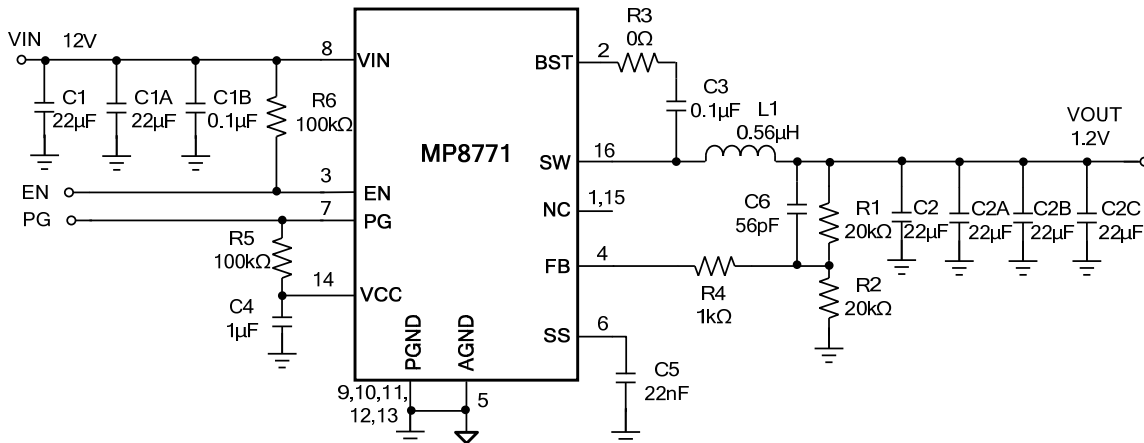 VIN 12V
8
VIN
C1
22µF
C1A
22µF
C1B
0.1µF
R6
100kΩ
EN
3
EN
PG
7
PG
R5
100kΩ
14
VCC
C4
1µF
MP8771
PGND
AGND
9,10,11,
12,13
5
BST
2
R3
0Ω
C3
0.1µF
L1
0.56µH
SW
16
NC
1,15
FB
4
R4
1kΩ
C6
56pF
R1
20kΩ
R2
20kΩ
SS
6
C5
22nF
C2
22µF
C2A
22µF
C2B
22µF
C2C
22µF
VOUT
1.2V